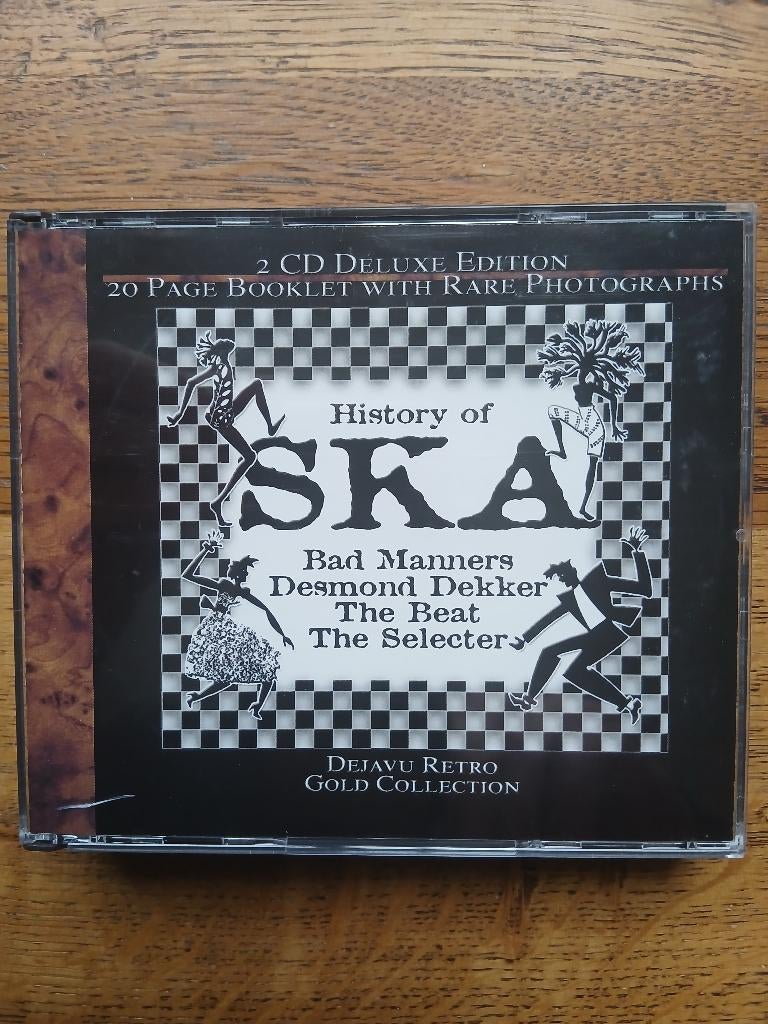 2 CD Deluxe Edition
20 Page Booklet with Rare Photographs
History of
SKA
Bad Manners
Desmond Dekker
The Beat
The Selecter
Dejavu Retro
Gold Collection